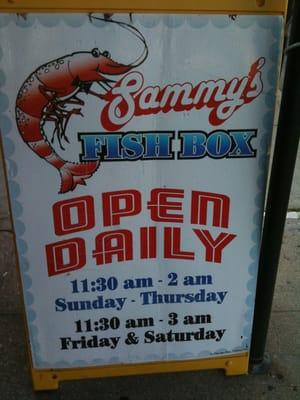 Sammy's
FISH BOX
OPEN
DAILY
11:30 am - 2 am
Sunday - Thursday
11:30 am - 3 am
Friday & Saturday